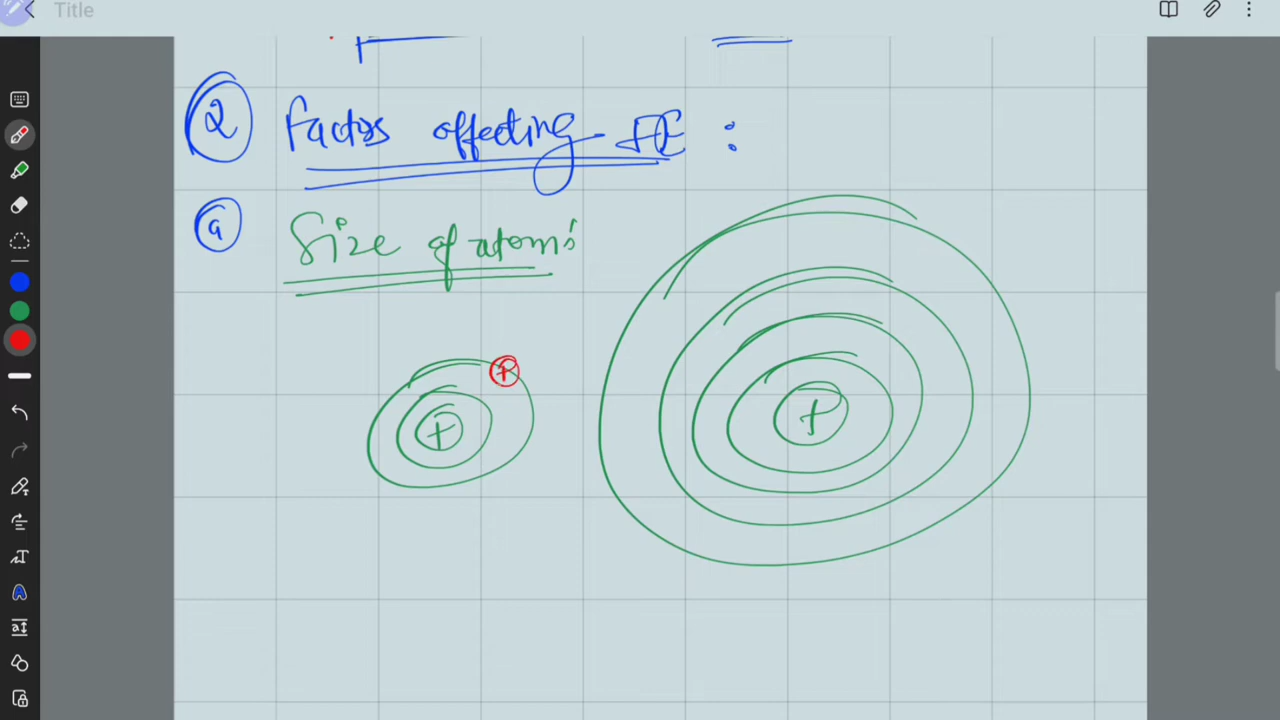 Title
② Factors affecting IE :
ⓐ Size of atoms
+
+
+